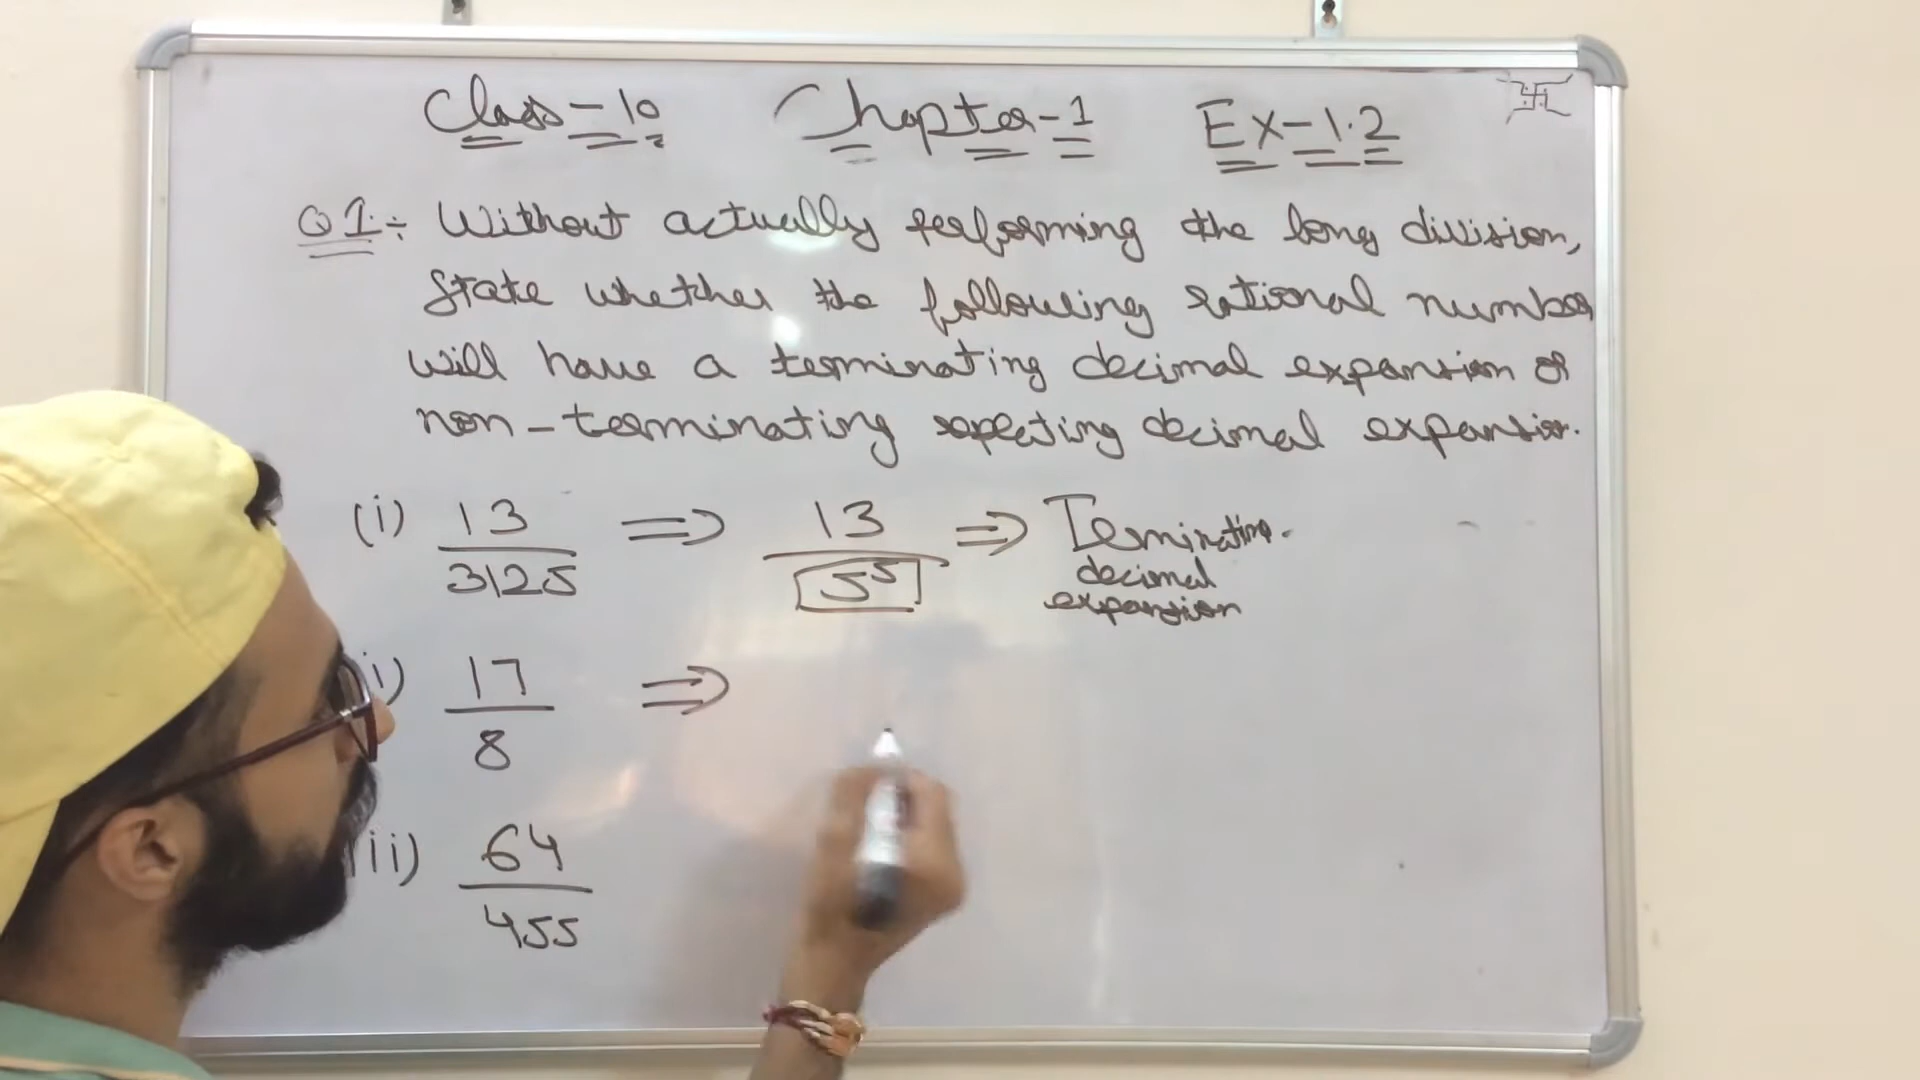 Class-10 Chapter-1 Ex-1.2
Q1:- Without actually performing the long division,
State whether the following rational number
will have a terminating decimal expansion or
non-terminating repeating decimal expansion.
(i) 13/3125 ⇒ 13/5⁵ ⇒ Terminating
decimal
expansion
i) 17/8 ⇒
ii) 64/455